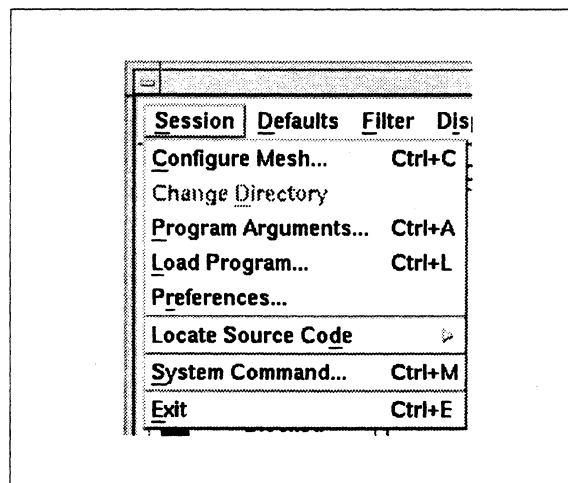 Session Defaults Filter Disp
Configure Mesh... Ctrl+C
Change Directory
Program Arguments... Ctrl+A
Load Program... Ctrl+L
Preferences...
Locate Source Code
System Command... Ctrl+M
Exit Ctrl+E